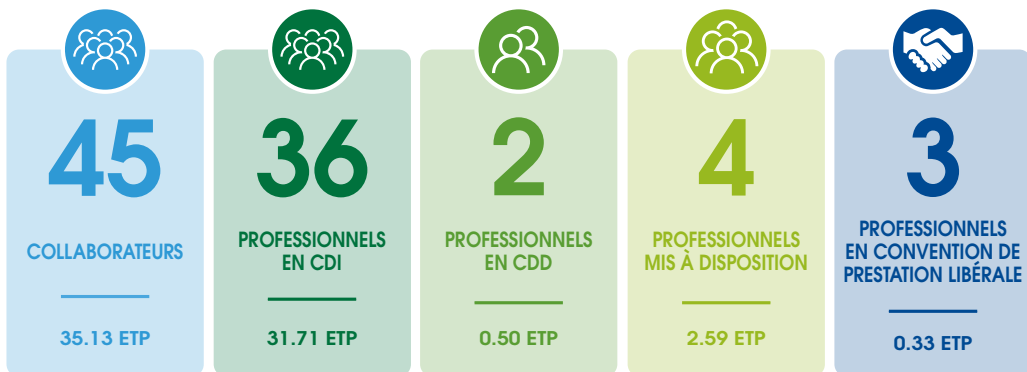 45
COLLABORATEURS
35.13 ETP
36
PROFESSIONNELS
EN CDI
31.71 ETP
2
PROFESSIONNELS
EN CDD
0.50 ETP
4
PROFESSIONNELS
MIS À DISPOSITION
2.59 ETP
3
PROFESSIONNELS
EN CONVENTION DE
PRESTATION LIBÉRALE
0.33 ETP